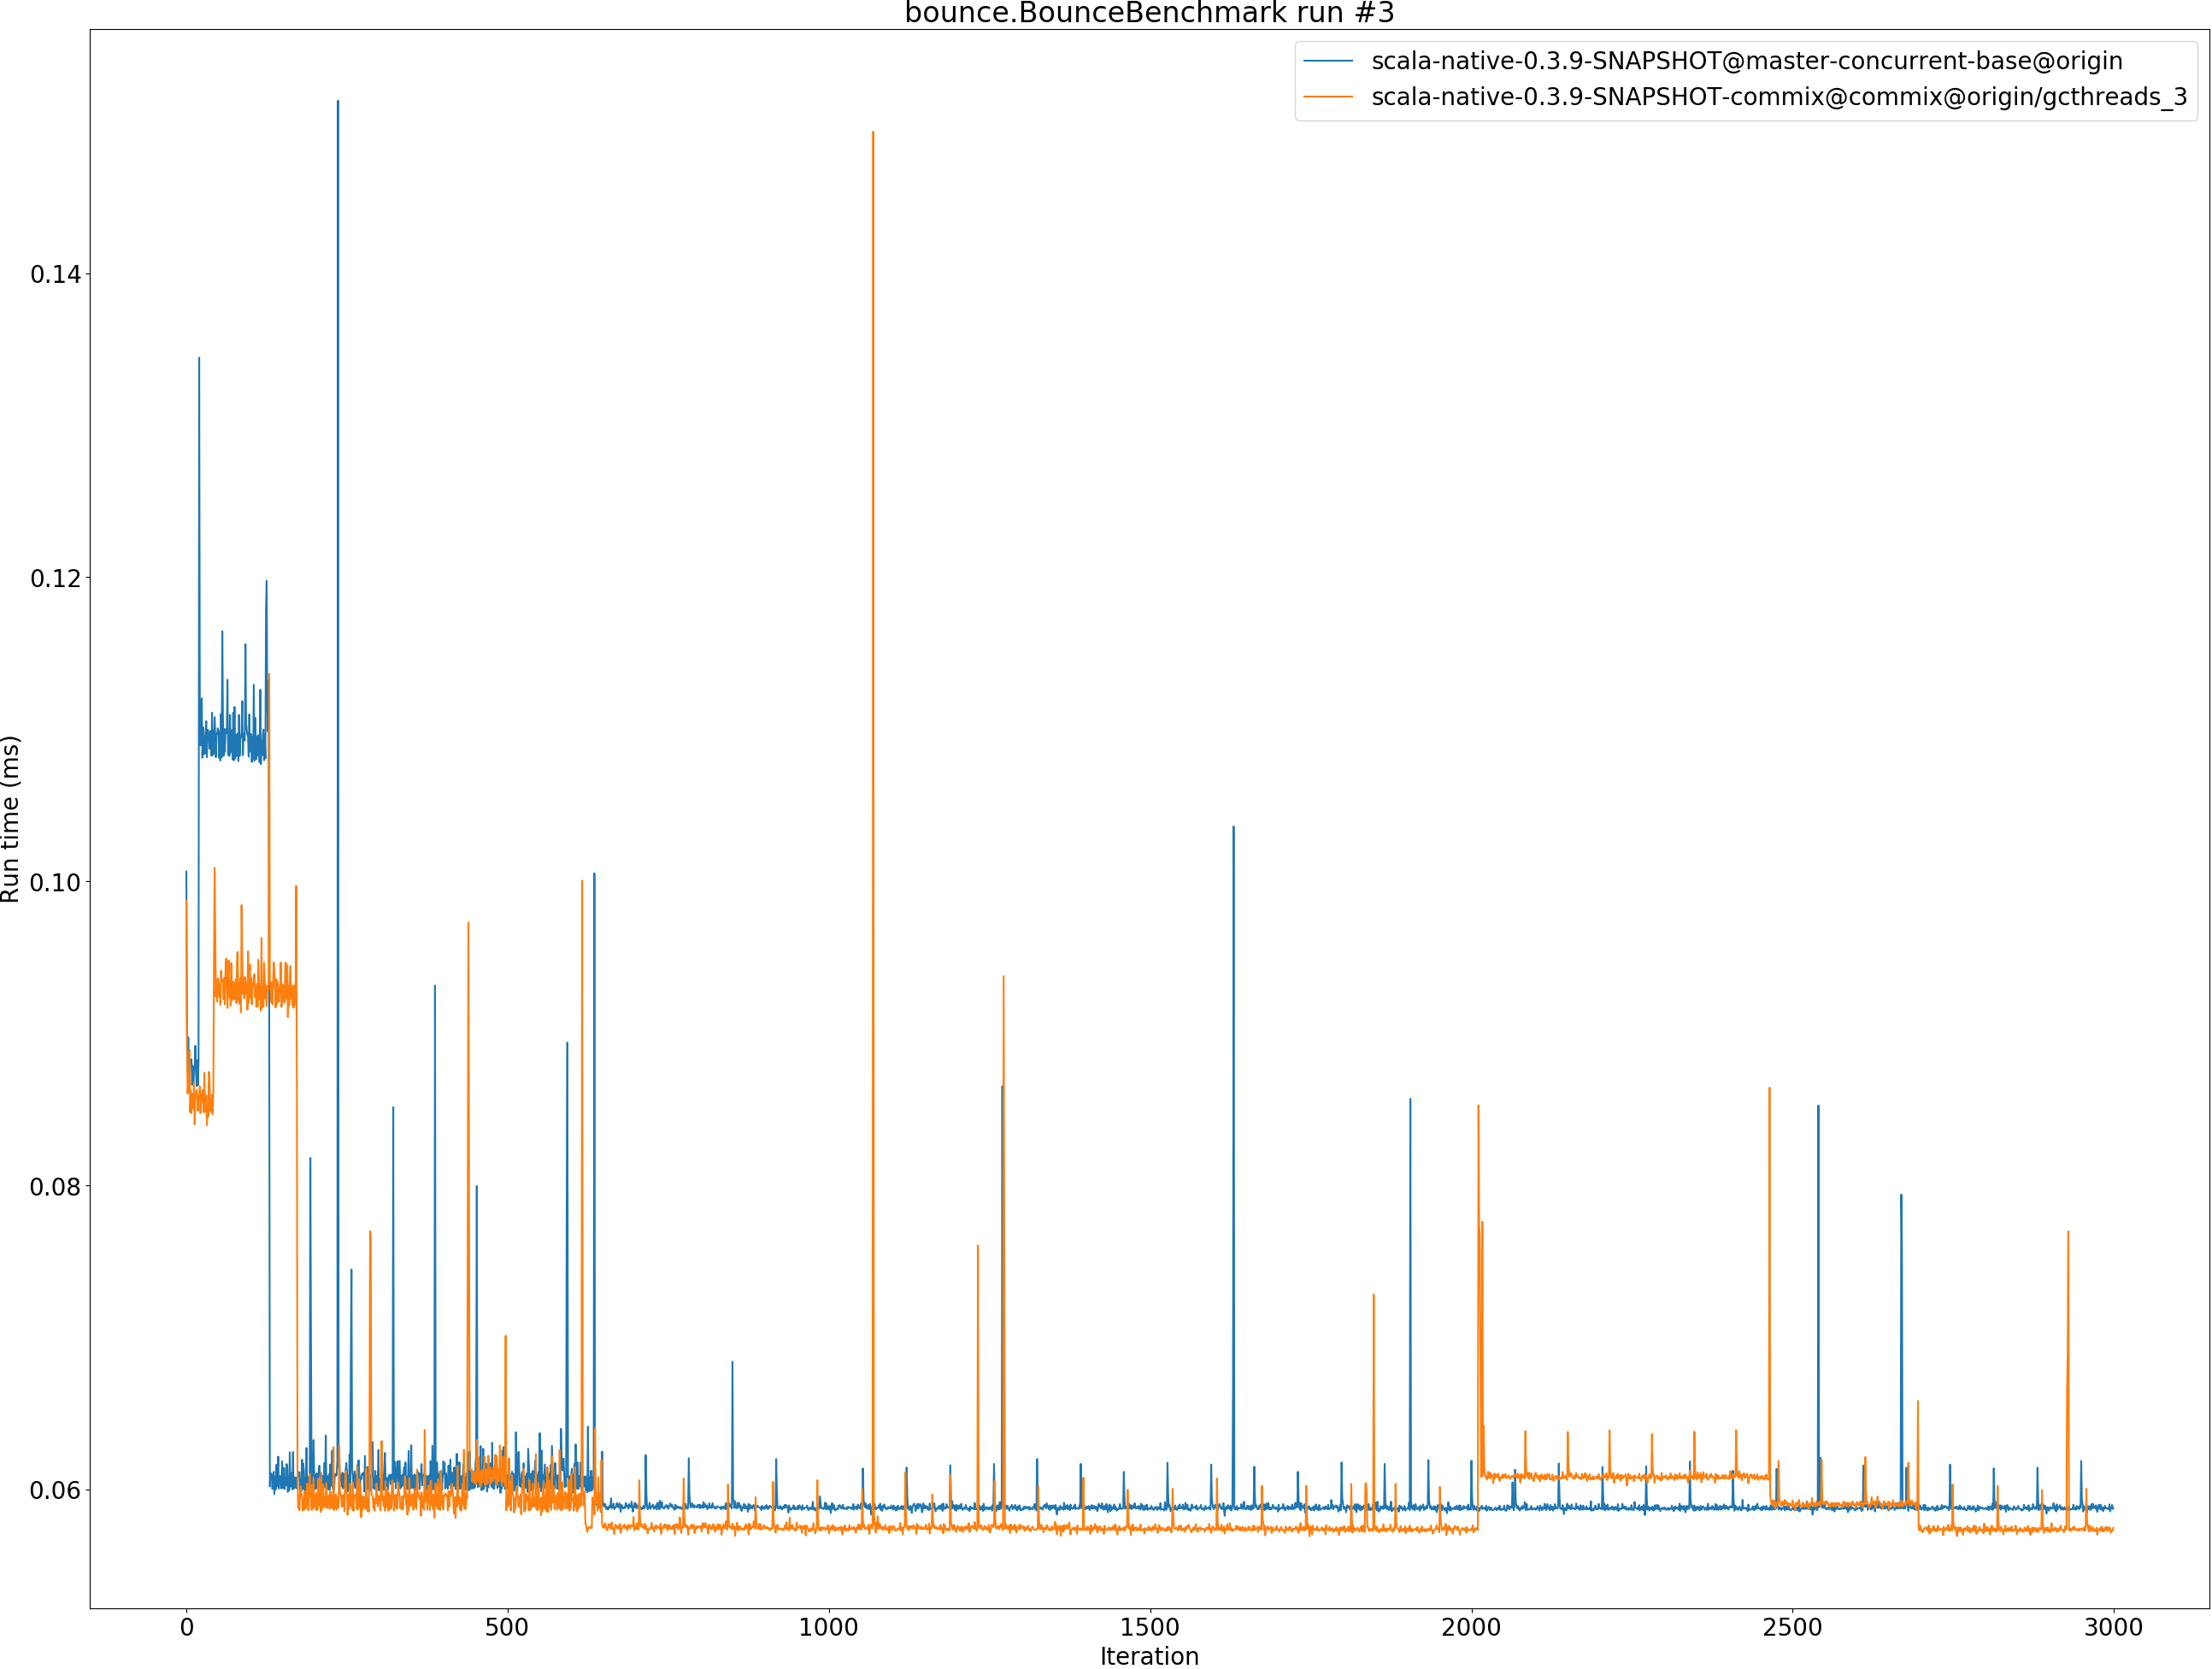 bounce.BounceBenchmark run #3
scala-native-0.3.9-SNAPSHOT@master-concurrent-base@origin
scala-native-0.3.9-SNAPSHOT-commix@commix@origin/gcthreads_3
Run time (ms)
0.14
0.12
0.10
0.08
0.06
0 500 1000 1500 2000 2500 3000
Iteration